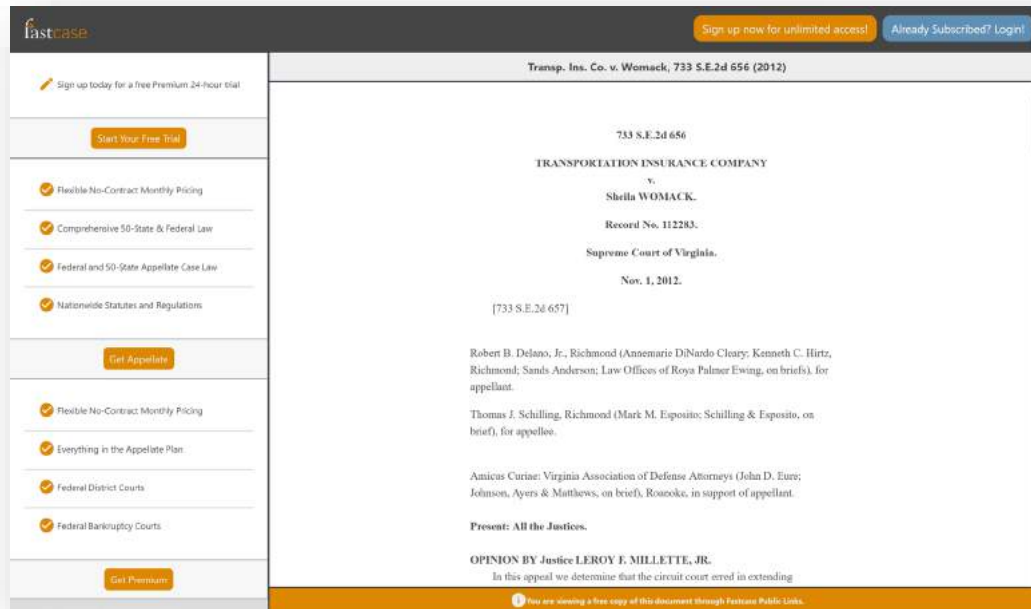 fastcase
Sign up now for unlimited access!
Already Subscribed? Login!
Sign up today for a free Premium 24-hour trial
Start Your Free Trial
Flexible No-Contract Monthly Pricing
Comprehensive 50-State & Federal Law
Federal and 50-State Appellate Case Law
Nationwide Statutes and Regulations
Get Appellate
Flexible No-Contract Monthly Pricing
Everything in the Appellate Plan
Federal District Courts
Federal Bankruptcy Courts
Get Premium
Transp. Ins. Co. v. Womack, 733 S.E.2d 656 (2012)
733 S.E.2d 656
TRANSPORTATION INSURANCE COMPANY
v.
Sheila WOMACK.
Record No. 112283.
Supreme Court of Virginia.
Nov. 1, 2012.
[733 S.E.2d 657]
Robert B. Delano, Jr., Richmond (Annemarie DiNardo Cleary; Kenneth C. Hirtz,
Richmond; Sands Anderson; Law Offices of Roya Palmer Ewing, on briefs), for
appellant.
Thomas J. Schilling, Richmond (Mark M. Esposito; Schilling & Esposito, on
brief), for appellee.
Amicus Curiae: Virginia Association of Defense Attorneys (John D. Eure;
Johnson, Ayers & Matthews, on brief), Roanoke, in support of appellant.
Present: All the Justices.
OPINION BY Justice LEROY F. MILLETTE, JR.
In this appeal we determine that the circuit court erred in extending
You are viewing a free copy of this document through Fastcase Public Links.